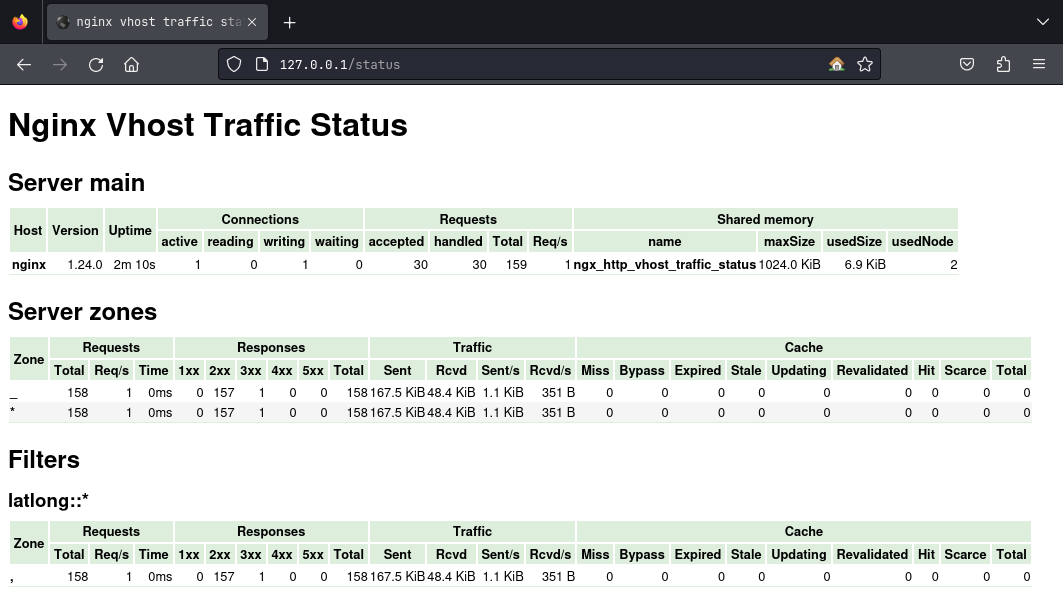 nginx vhost traffic sta
127.0.0.1/status
Nginx Vhost Traffic Status
Server main
Host Version Uptime Connections Requests Shared memory
active reading writing waiting accepted handled Total Req/s name maxSize usedSize usedNode
nginx 1.24.0 2m 10s 1 0 1 0 30 30 159 1 ngx_http_vhost_traffic_status 1024.0 KiB 6.9 KiB 2
Server zones
Zone Requests Responses Traffic Cache
Total Req/s Time 1xx 2xx 3xx 4xx 5xx Total Sent Rcvd Sent/s Rcvd/s Miss Bypass Expired Stale Updating Revalidated Hit Scarce Total
_ 158 1 0ms 0 157 1 0 0 158 167.5 KiB 48.4 KiB 1.1 KiB 351 B 0 0 0 0 0 0 0 0 0
* 158 1 0ms 0 157 1 0 0 158 167.5 KiB 48.4 KiB 1.1 KiB 351 B 0 0 0 0 0 0 0 0 0
Filters
latlong::*
Zone Requests Responses Traffic Cache
Total Req/s Time 1xx 2xx 3xx 4xx 5xx Total Sent Rcvd Sent/s Rcvd/s Miss Bypass Expired Stale Updating Revalidated Hit Scarce Total
, 158 1 0ms 0 157 1 0 0 158 167.5 KiB 48.4 KiB 1.1 KiB 351 B 0 0 0 0 0 0 0 0 0